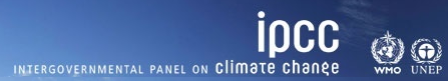 ipcc
INTERGOVERNMENTAL PANEL ON climate change
WMO UNEP